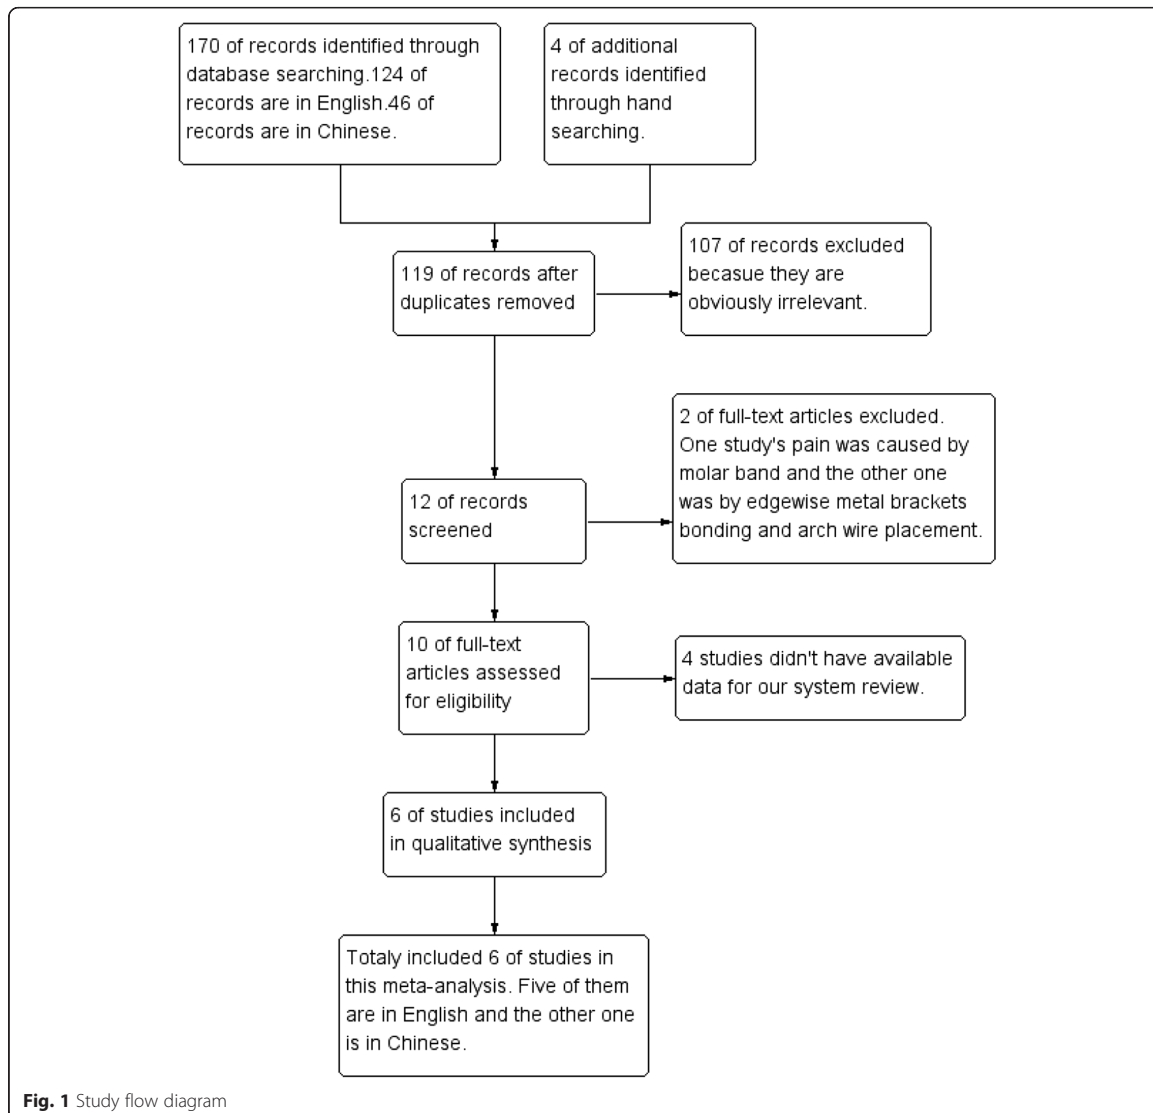 170 of records identified through
database searching.124 of
records are in English.46 of
records are in Chinese.
4 of additional
records identified
through hand
searching.
119 of records after
duplicates removed
107 of records excluded
becasue they are
obviously irrelevant.
2 of full-text articles excluded.
One study's pain was caused by
molar band and the other one
was by edgewise metal brackets
bonding and arch wire placement.
12 of records
screened
10 of full-text
articles assessed
for eligibility
4 studies didn't have available
data for our system review.
6 of studies included
in qualitative synthesis
Totaly included 6 of studies in
this meta-analysis. Five of them
are in English and the other one
is in Chinese.
Fig. 1 Study flow diagram